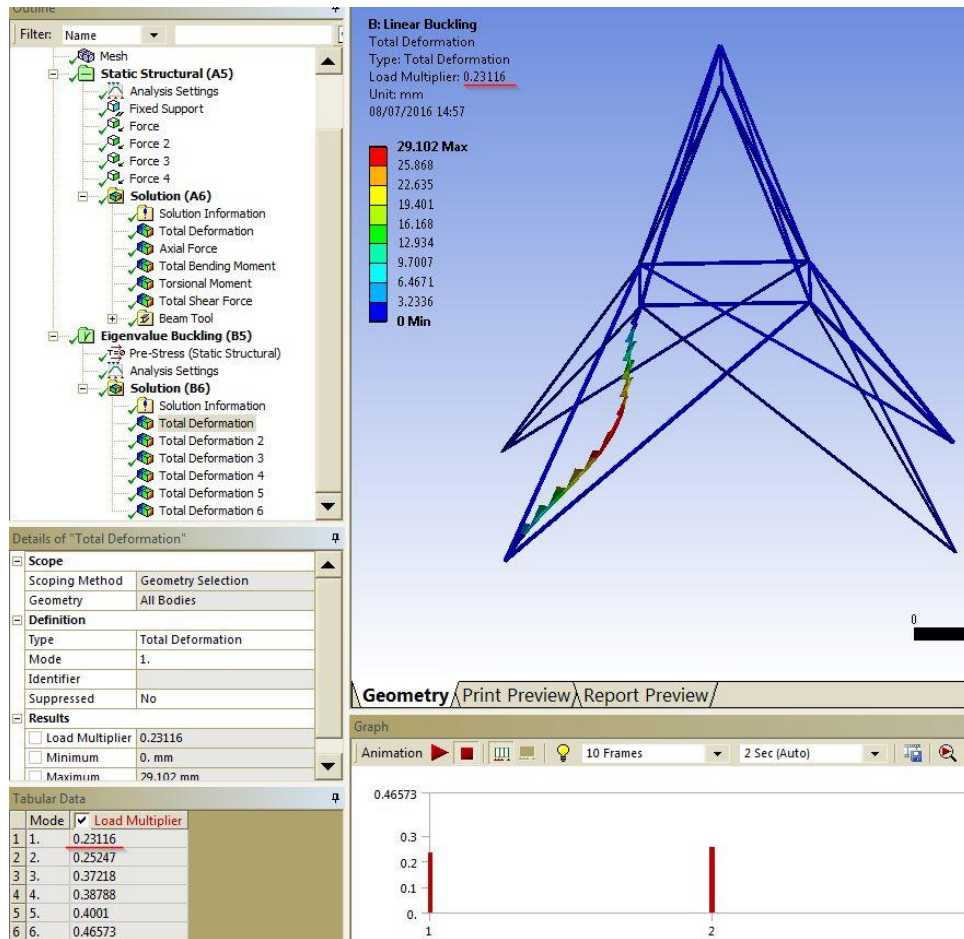 Outline
Filter: Name
Mesh
Static Structural (A5)
Analysis Settings
Fixed Support
Force
Force 2
Force 3
Force 4
Solution (A6)
Solution Information
Total Deformation
Axial Force
Total Bending Moment
Torsional Moment
Total Shear Force
Beam Tool
Eigenvalue Buckling (B5)
Pre-Stress (Static Structural)
Analysis Settings
Solution (B6)
Solution Information
Total Deformation
Total Deformation 2
Total Deformation 3
Total Deformation 4
Total Deformation 5
Total Deformation 6
Details of "Total Deformation"
Scope
Scoping Method Geometry Selection
Geometry All Bodies
Definition
Type Total Deformation
Mode 1.
Identifier
Suppressed No
Results
Load Multiplier 0.23116
Minimum 0. mm
Maximum 29.102 mm
Tabular Data
Mode Load Multiplier
1 1. 0.23116
2 2. 0.25247
3 3. 0.37218
4 4. 0.38788
5 5. 0.4001
6 6. 0.46573
B: Linear Buckling
Total Deformation
Type: Total Deformation
Load Multiplier: 0.23116
Unit: mm
08/07/2016 14:57
29.102 Max
25.868
22.635
19.401
16.168
12.934
9.7007
6.4671
3.2336
0 Min
0
Geometry Print Preview Report Preview
Graph
Animation 10 Frames 2 Sec (Auto)
0.46573
0.3
0.2
0.1
0.
1 2